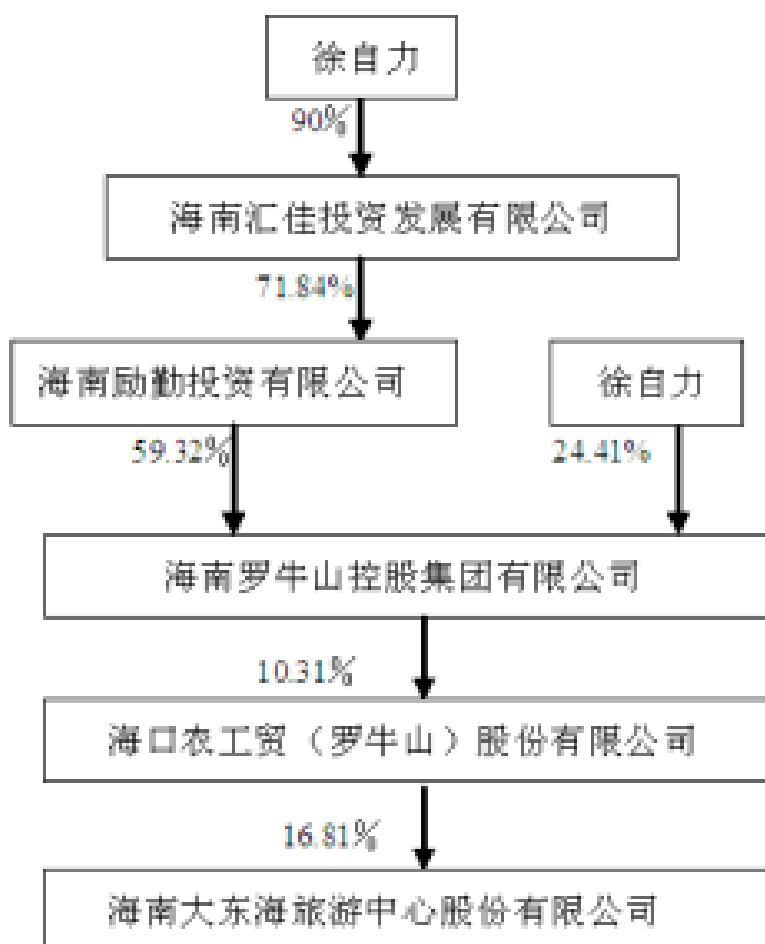 徐自力
90%
海南汇佳投资发展有限公司
71.84%
海南励勤投资有限公司
徐自力
59.32%
24.41%
海南罗牛山控股集团有限公司
10.31%
海口农工贸（罗牛山）股份有限公司
16.81%
海南大东海旅游中心股份有限公司